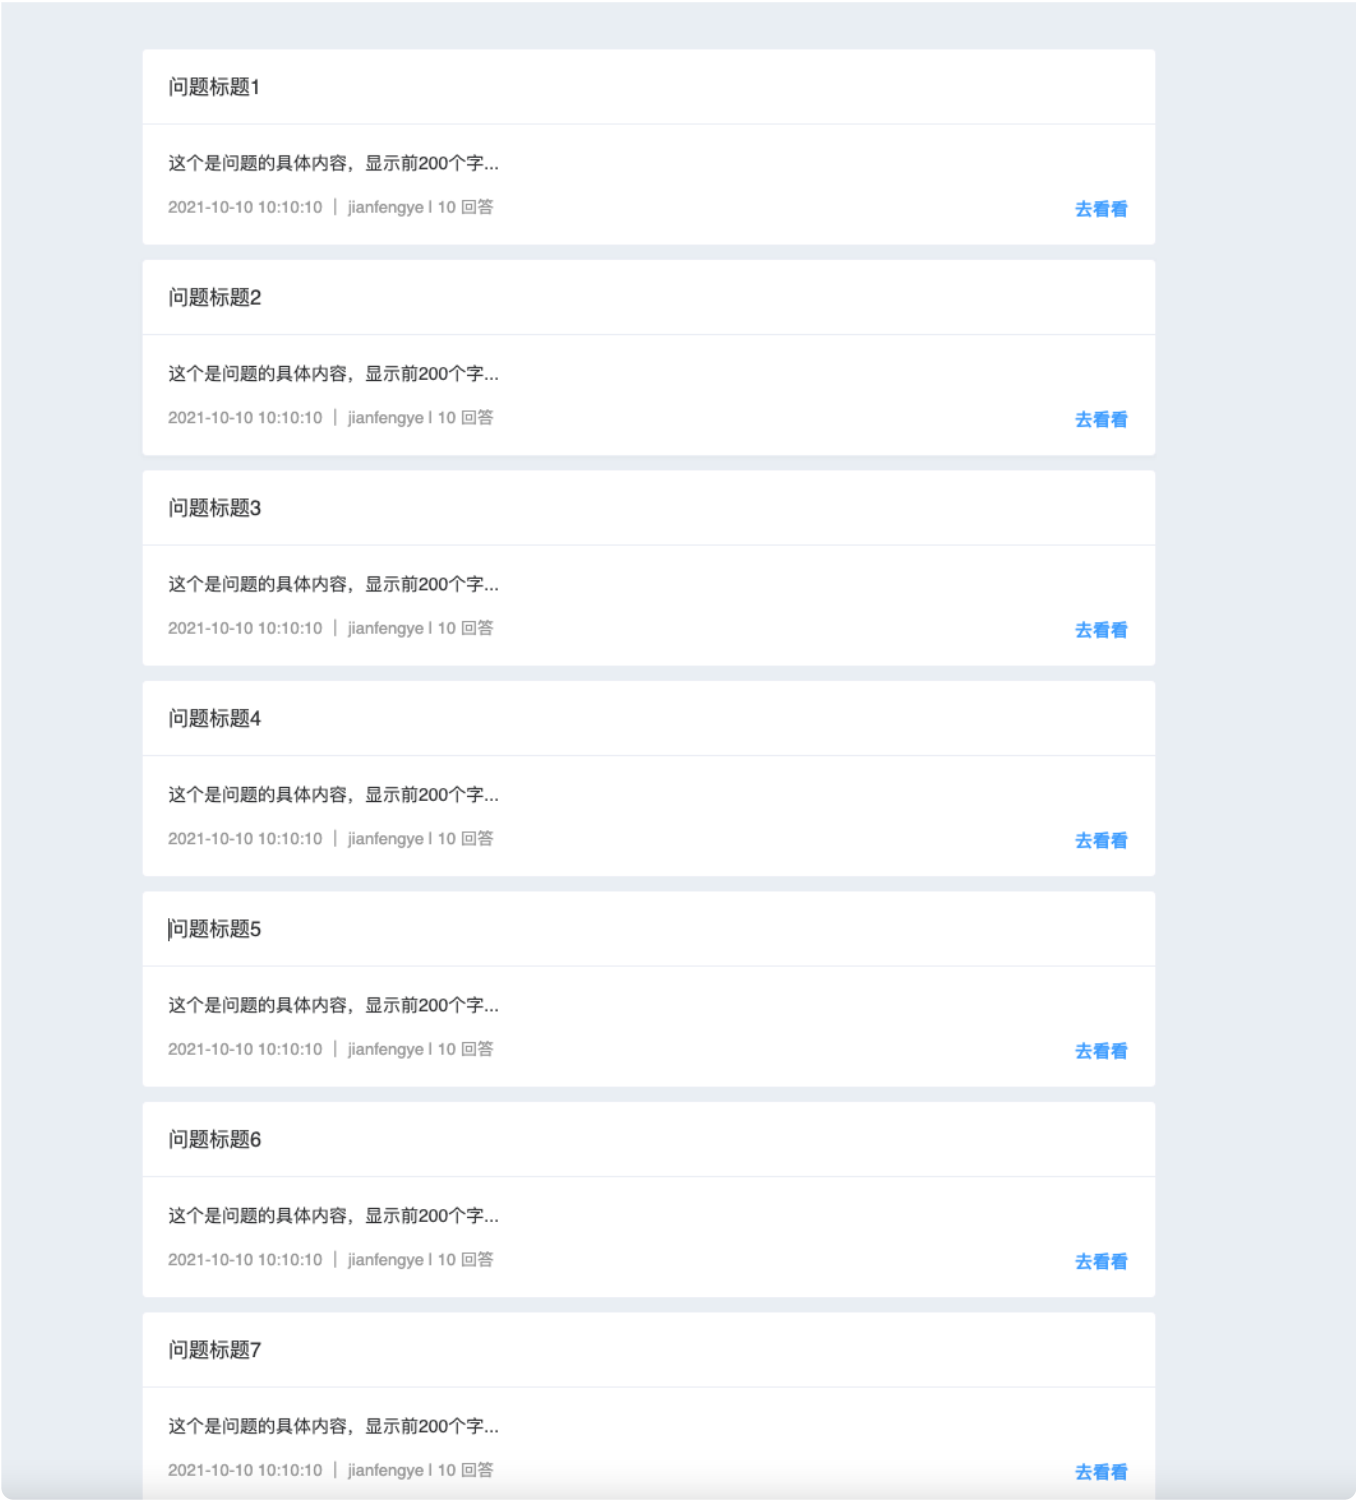 问题标题1
这个是问题的具体内容，显示前200个字...
2021-10-10 10:10:10 | jianfengye | 10 回答
去看看
问题标题2
这个是问题的具体内容，显示前200个字...
2021-10-10 10:10:10 | jianfengye | 10 回答
去看看
问题标题3
这个是问题的具体内容，显示前200个字...
2021-10-10 10:10:10 | jianfengye | 10 回答
去看看
问题标题4
这个是问题的具体内容，显示前200个字...
2021-10-10 10:10:10 | jianfengye | 10 回答
去看看
问题标题5
这个是问题的具体内容，显示前200个字...
2021-10-10 10:10:10 | jianfengye | 10 回答
去看看
问题标题6
这个是问题的具体内容，显示前200个字...
2021-10-10 10:10:10 | jianfengye | 10 回答
去看看
问题标题7
这个是问题的具体内容，显示前200个字...
2021-10-10 10:10:10 | jianfengye | 10 回答
去看看